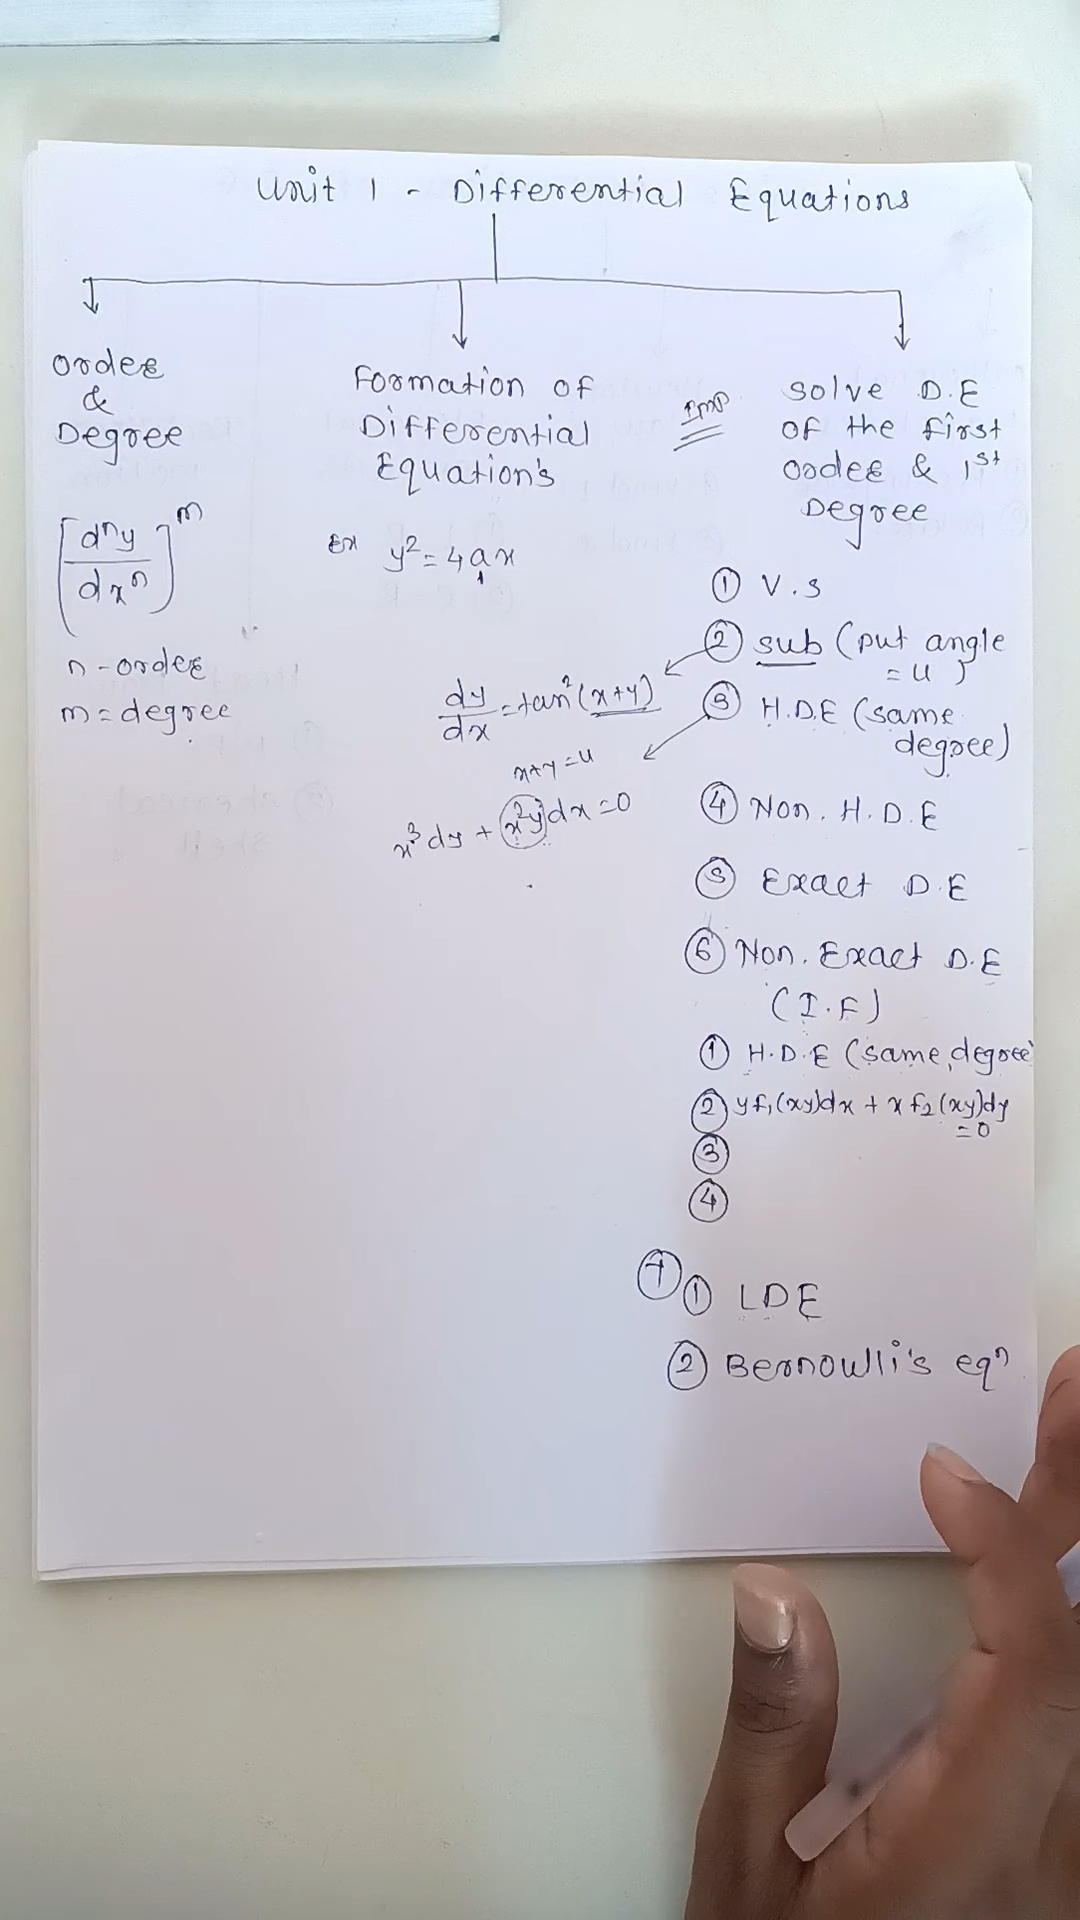 Unit 1 - Differential Equations
Order
&
Degree
[dⁿy/dxⁿ]ᵐ
n - order
m = degree
Formation of
Differential
Equation's
Ex y² = 4ax
1
dy/dx = tan²(x+y)
x+y = u
x³dy + (x²y)dx = 0
IMP
Solve D.E
of the first
order & 1st
Degree
① V.S
② sub (put angle
= u)
③ H.D.E (same
degree)
④ Non. H.D.E
⑤ Exact D.E
⑥ Non. Exact D.E
(I.F)
① H.D.E (same degree
② yf₁(xy)dx + xf₂(xy)dy
= 0
③
④
⑦ ① LDE
② Bernoulli's eqⁿ